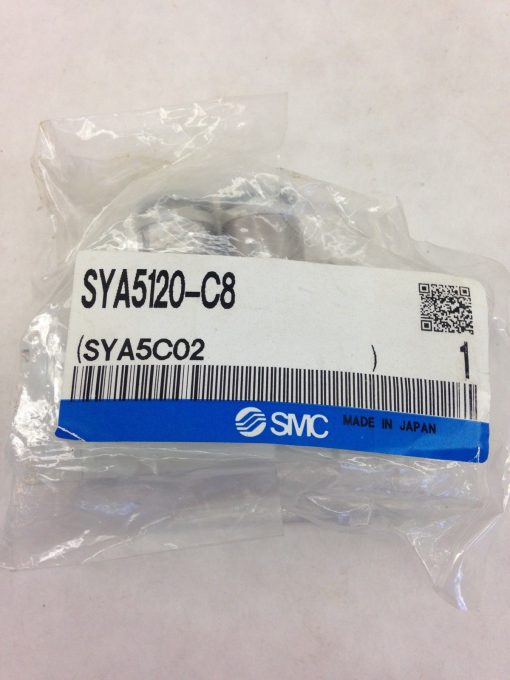 SYA5120-C8
(SYA5C02 ) 1
SMC MADE IN JAPAN